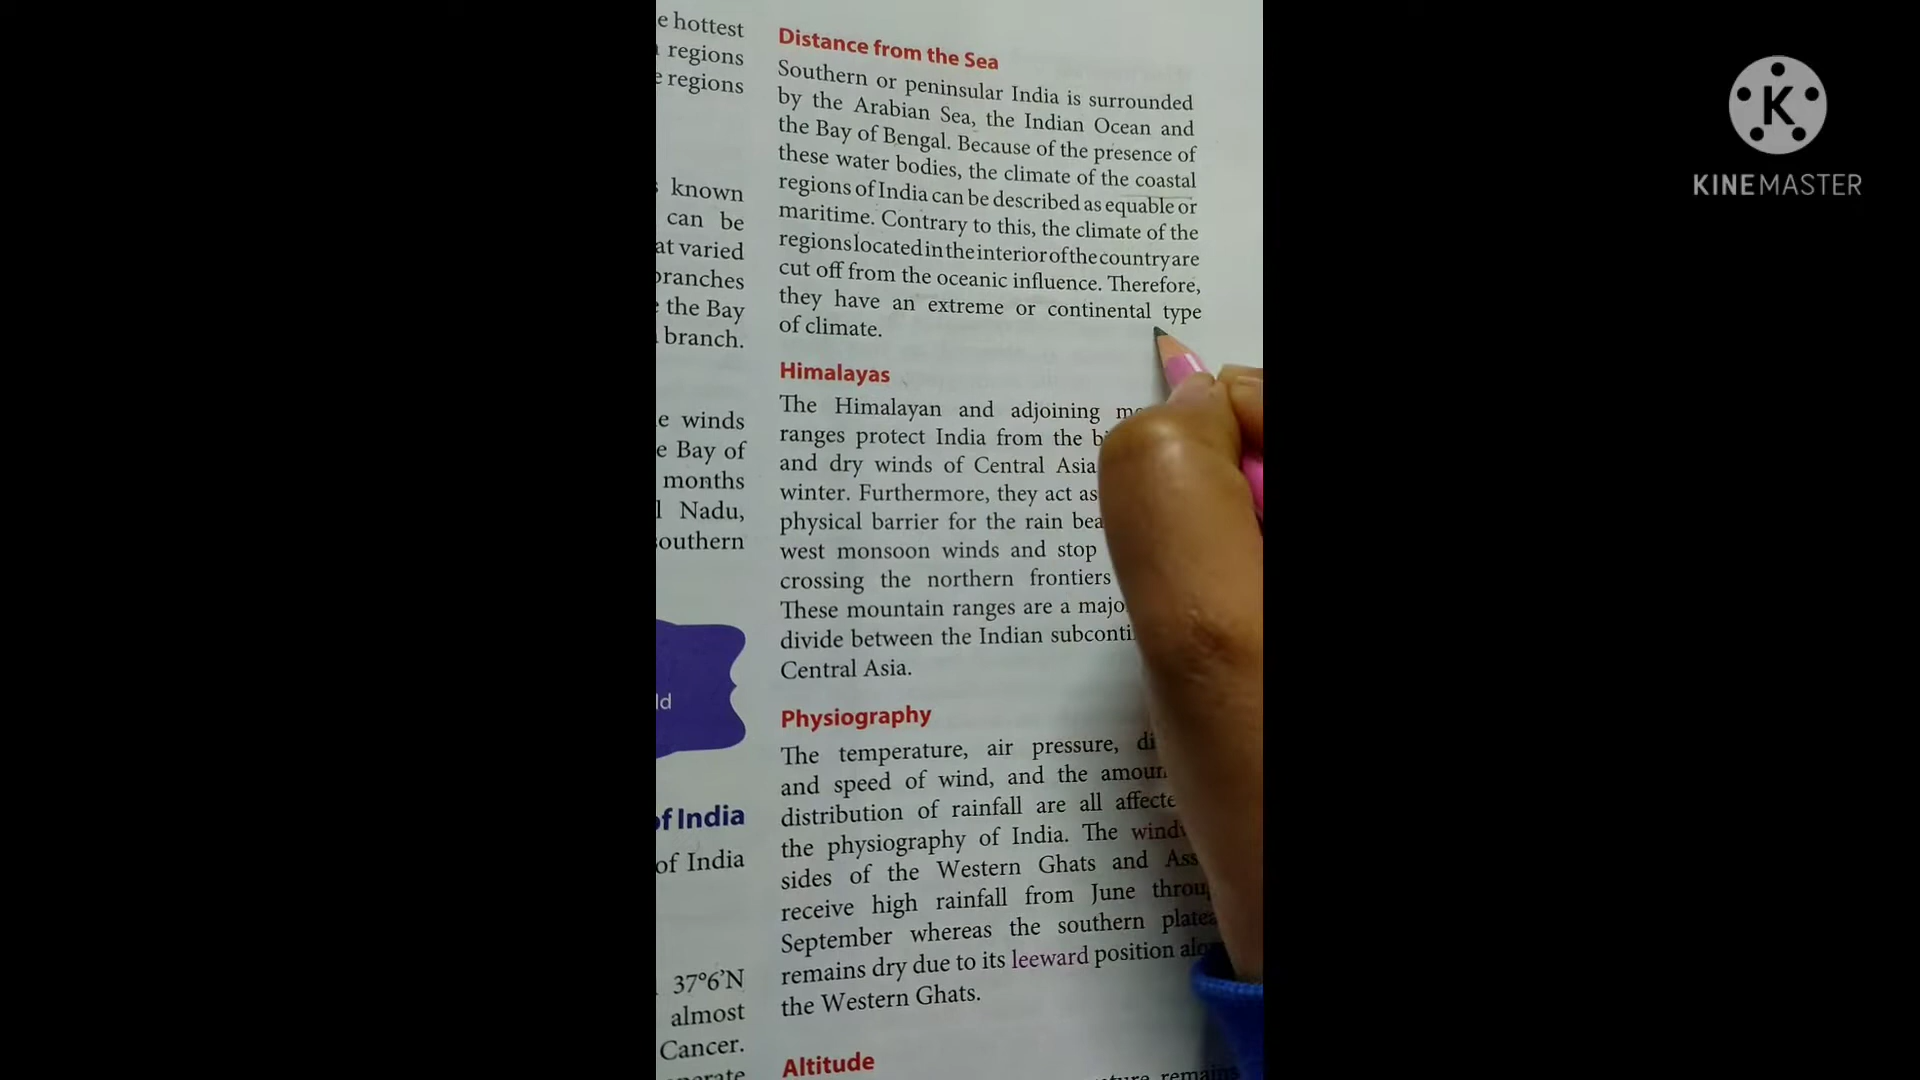 e hottest
regions
e regions
known
can be
at varied
branches
the Bay
branch.
e winds
e Bay of
months
Nadu,
southern
ld
of India
of India
37°6'N
almost
Cancer.
Distance from the Sea
Southern or peninsular India is surrounded
by the Arabian Sea, the Indian Ocean and
the Bay of Bengal. Because of the presence of
these water bodies, the climate of the coastal
regions of India can be described as equable or
maritime. Contrary to this, the climate of the
regions located in the interior of the country are
cut off from the oceanic influence. Therefore,
they have an extreme or continental type
of climate.
Himalayas
The Himalayan and adjoining
ranges protect India from the
and dry winds of Central Asia
winter. Furthermore, they act as
physical barrier for the rain
west monsoon winds and stop
crossing the northern frontiers
These mountain ranges are a
divide between the Indian
Central Asia.
Physiography
The temperature, air pressure,
and speed of wind, and the
distribution of rainfall are all
the physiography of India. The
sides of the Western Ghats and
receive high rainfall from June
September whereas the southern
remains dry due to its leeward position
the Western Ghats.
Altitude
remains
K
KINEMASTER